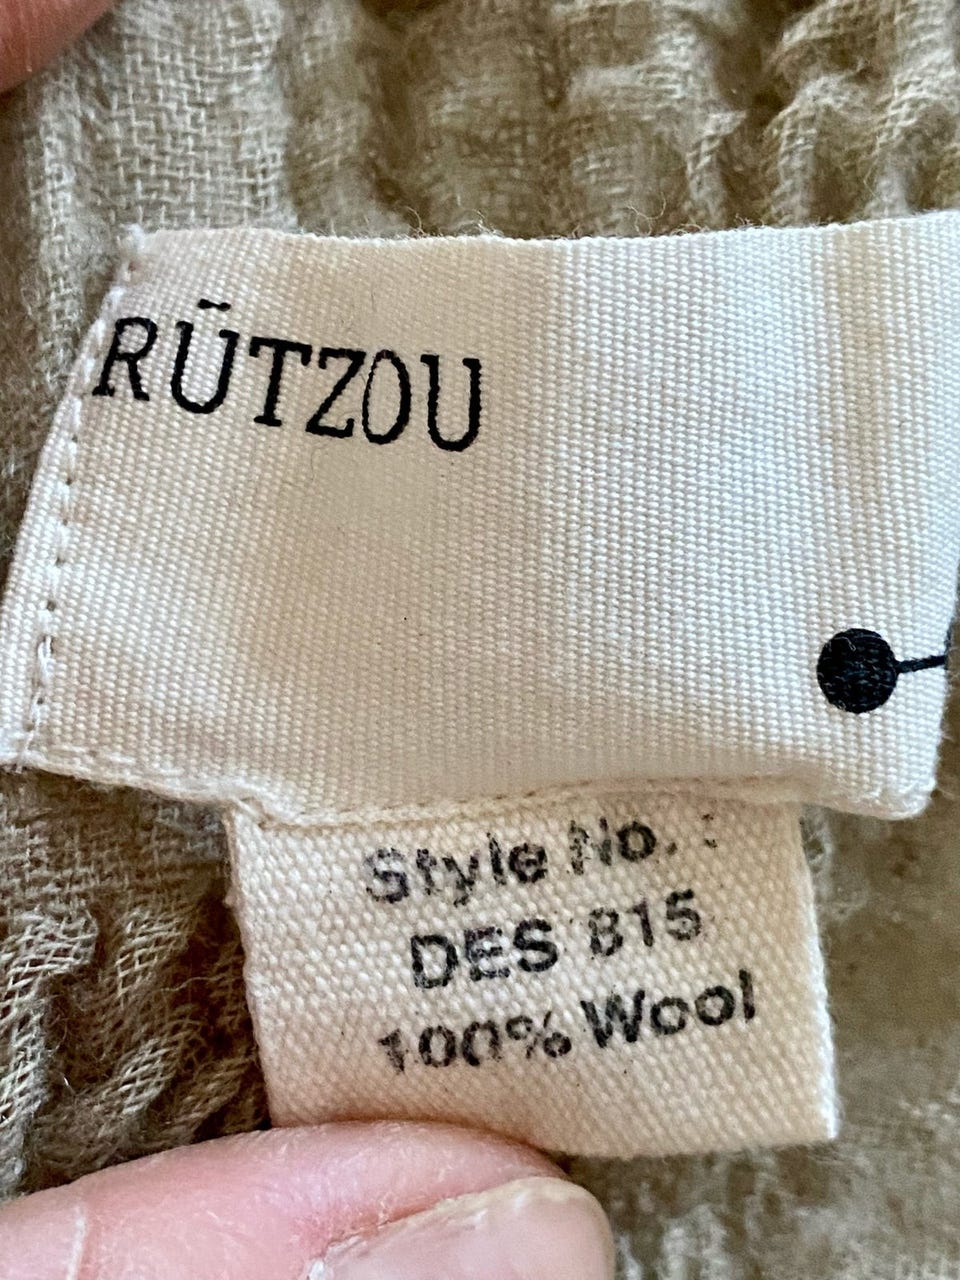 RŪTZOU
Style No. :
DES 815
100% Wool